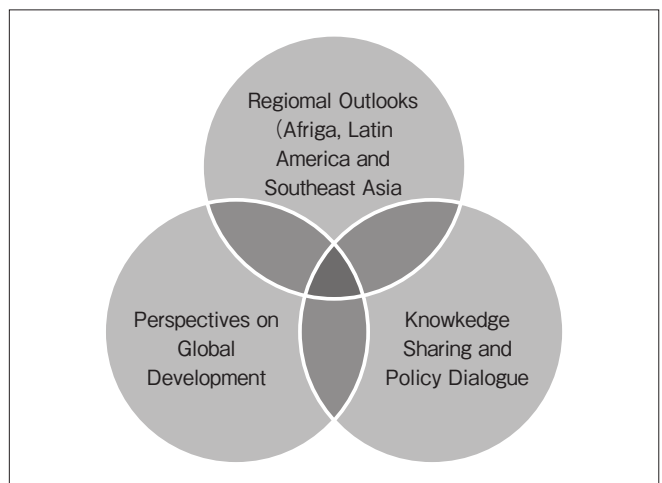 Regiomal Outlooks
(Afriga, Latin
America and
Southeast Asia
Perspectives on
Global
Development
Knowkedge
Sharing and
Policy Dialogue